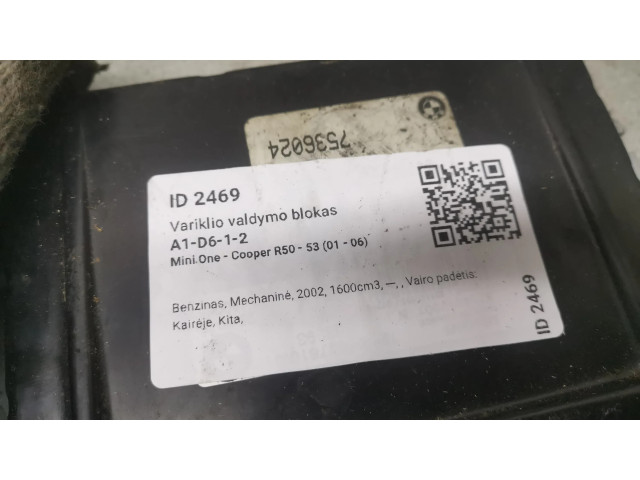 7536024
ID 2469
Variklio valdymo blokas
A1-D6-1-2
Mini One - Cooper R50 - 53 (01 - 06)
Benzinas, Mechaninė, 2002, 1600cm3, —, , Vairo padėtis:
Kairėje, Kita,
ID 2469